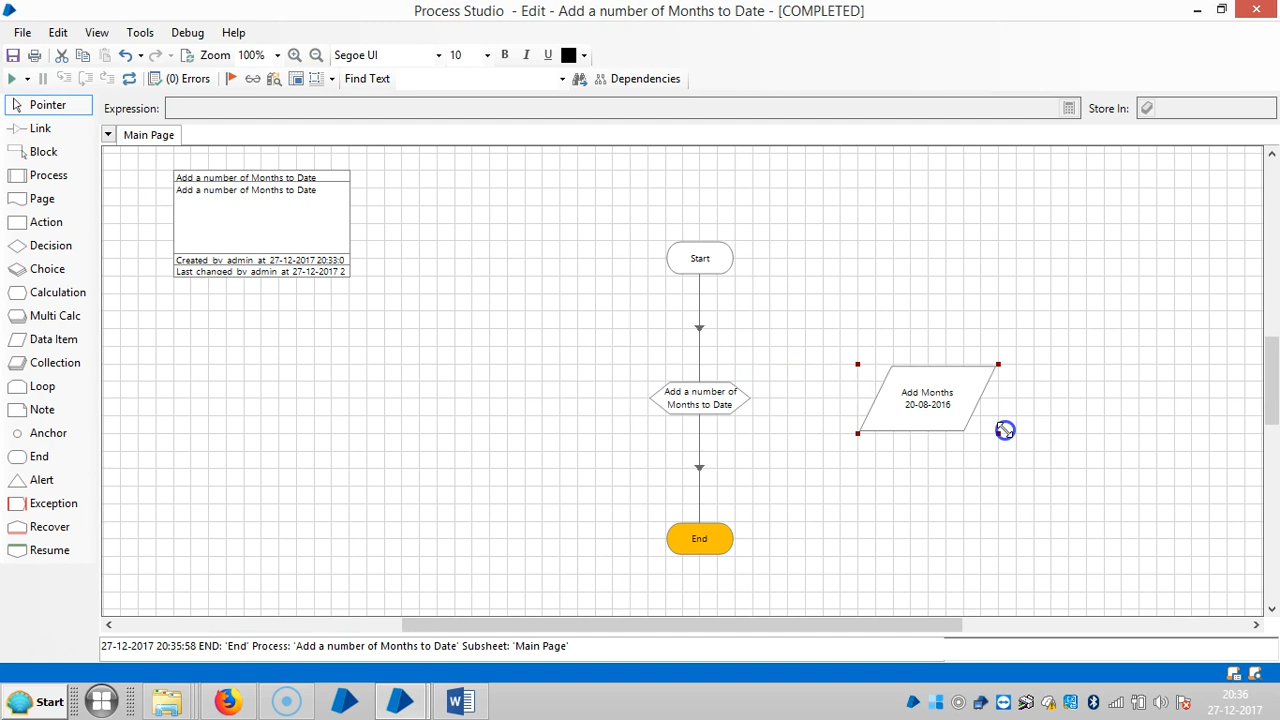 Process Studio - Edit - Add a number of Months to Date - [COMPLETED]
File Edit View Tools Debug Help
Zoom 100% Segoe UI 10 B I U
(0) Errors Find Text Dependencies
Pointer
Expression: Store In:
Link
Main Page
Block
Process
Page
Action
Decision
Choice
Calculation
Multi Calc
Data Item
Collection
Loop
Note
Anchor
End
Alert
Exception
Recover
Resume
Add a number of Months to Date
Add a number of Months to Date
Created by admin at 27-12-2017 20:33:0
Last changed by admin at 27-12-2017 2
Start
Add a number of
Months to Date
Add Months
20-08-2016
End
27-12-2017 20:35:58 END: 'End' Process: 'Add a number of Months to Date' Subsheet: 'Main Page'
Start
20:36
27-12-2017